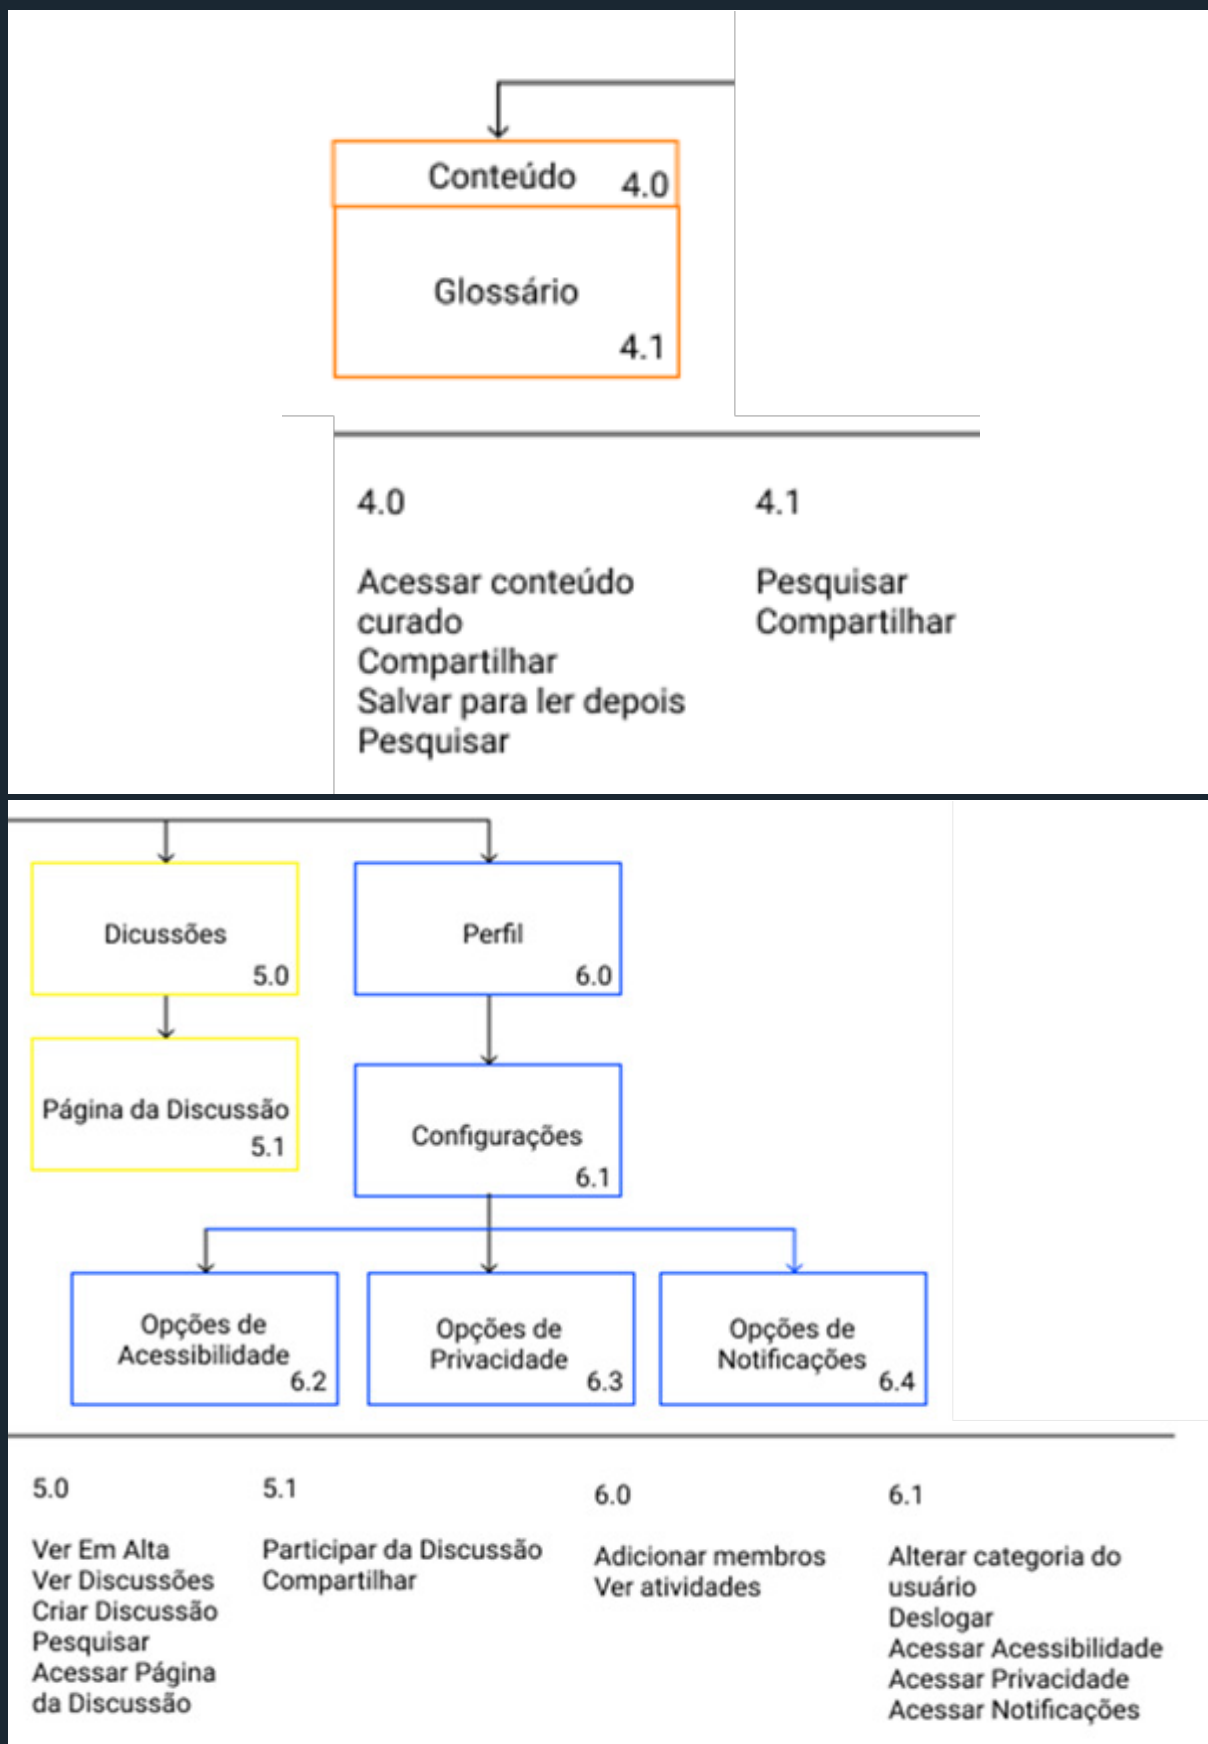 Conteúdo 4.0
Glossário
4.1
4.0
Acessar conteúdo
curado
Compartilhar
Salvar para ler depois
Pesquisar
4.1
Pesquisar
Compartilhar
Dicussões
5.0
Perfil
6.0
Página da Discussão
5.1
Configurações
6.1
Opções de
Acessibilidade
6.2
Opções de
Privacidade
6.3
Opções de
Notificações
6.4
5.0
Ver Em Alta
Ver Discussões
Criar Discussão
Pesquisar
Acessar Página
da Discussão
5.1
Participar da Discussão
Compartilhar
6.0
Adicionar membros
Ver atividades
6.1
Alterar categoria do
usuário
Deslogar
Acessar Acessibilidade
Acessar Privacidade
Acessar Notificações